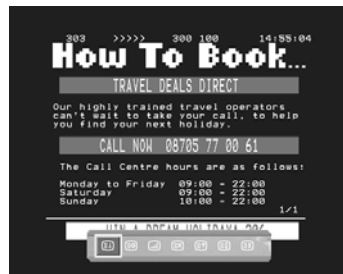 303 >>>>> 300 100 14:55:04
How To Book...
TRAVEL DEALS DIRECT
Our highly trained travel operators
can't wait to take your call, to help
you find your next holiday.
CALL NOW 08705 77 00 61
The Call Centre hours are as follows:
Monday to Friday 09:00 - 22:00
Saturday 09:00 - 22:00
Sunday 10:00 - 22:00
1/1
WIN A DREAM HOLIDAY